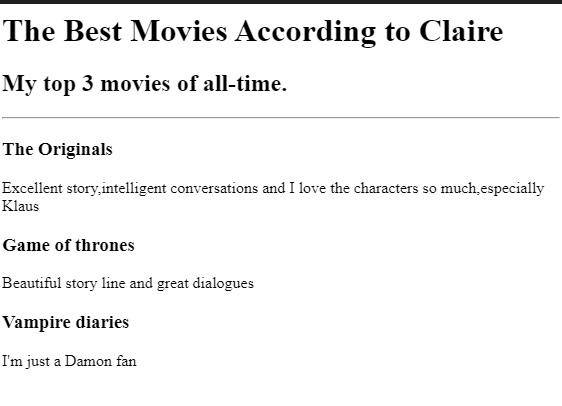 The Best Movies According to Claire
My top 3 movies of all-time.
The Originals
Excellent story,intelligent conversations and I love the characters so much,especially
Klaus
Game of thrones
Beautiful story line and great dialogues
Vampire diaries
I'm just a Damon fan